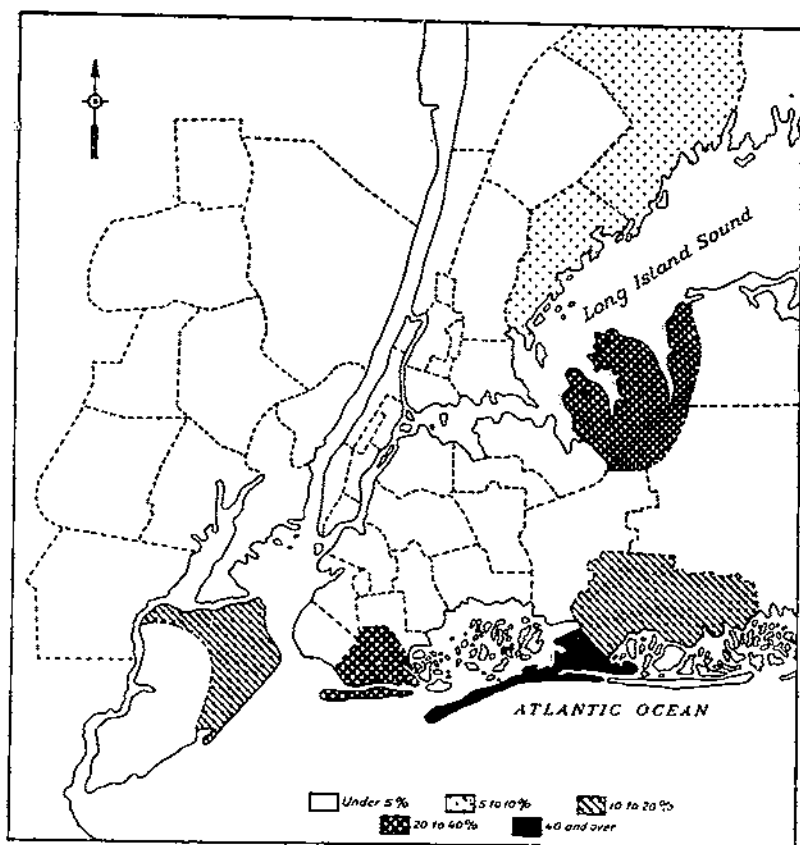 Long Island Sound
ATLANTIC OCEAN
Under 5% 5 to 10% 10 to 20%
20 to 40% 40 and over